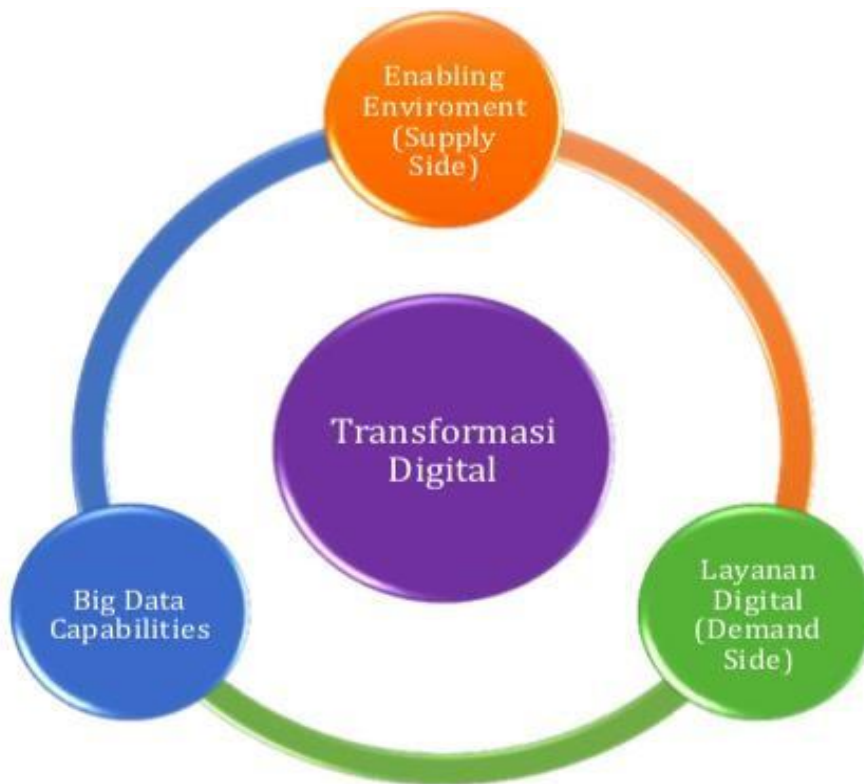 Enabling
Enviroment
(Supply
Side)
Transformasi
Digital
Big Data
Capabilities
Layanan
Digital
(Demand
Side)